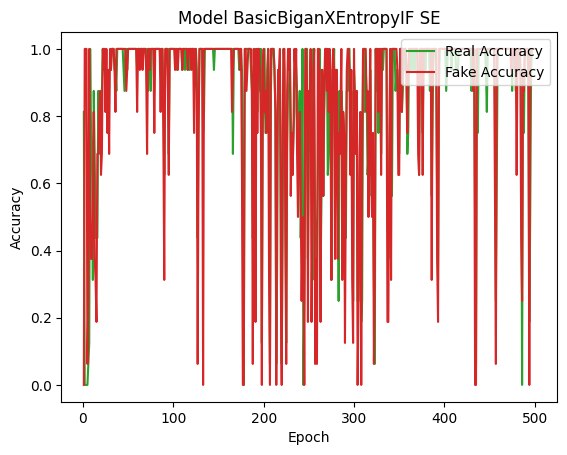 Model BasicBiganXEntropyIF SE
Real Accuracy
Fake Accuracy
Accuracy
1.0
0.8
0.6
0.4
0.2
0.0
0 100 200 300 400 500
Epoch